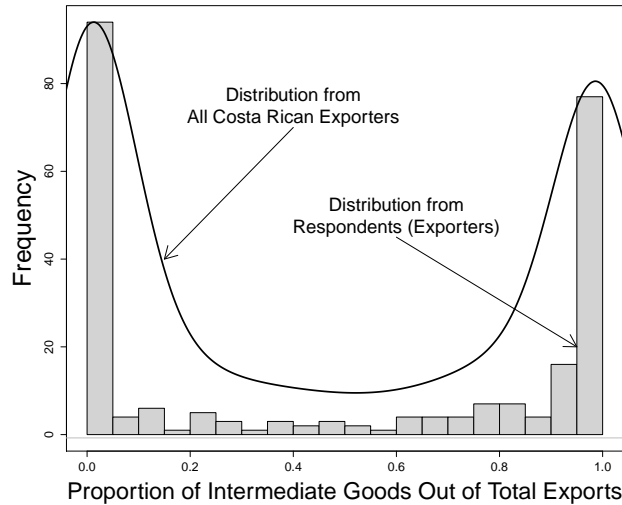 Distribution from
All Costa Rican Exporters
Distribution from
Respondents (Exporters)
Frequency
80
60
40
20
0
0.0 0.2 0.4 0.6 0.8 1.0
Proportion of Intermediate Goods Out of Total Exports